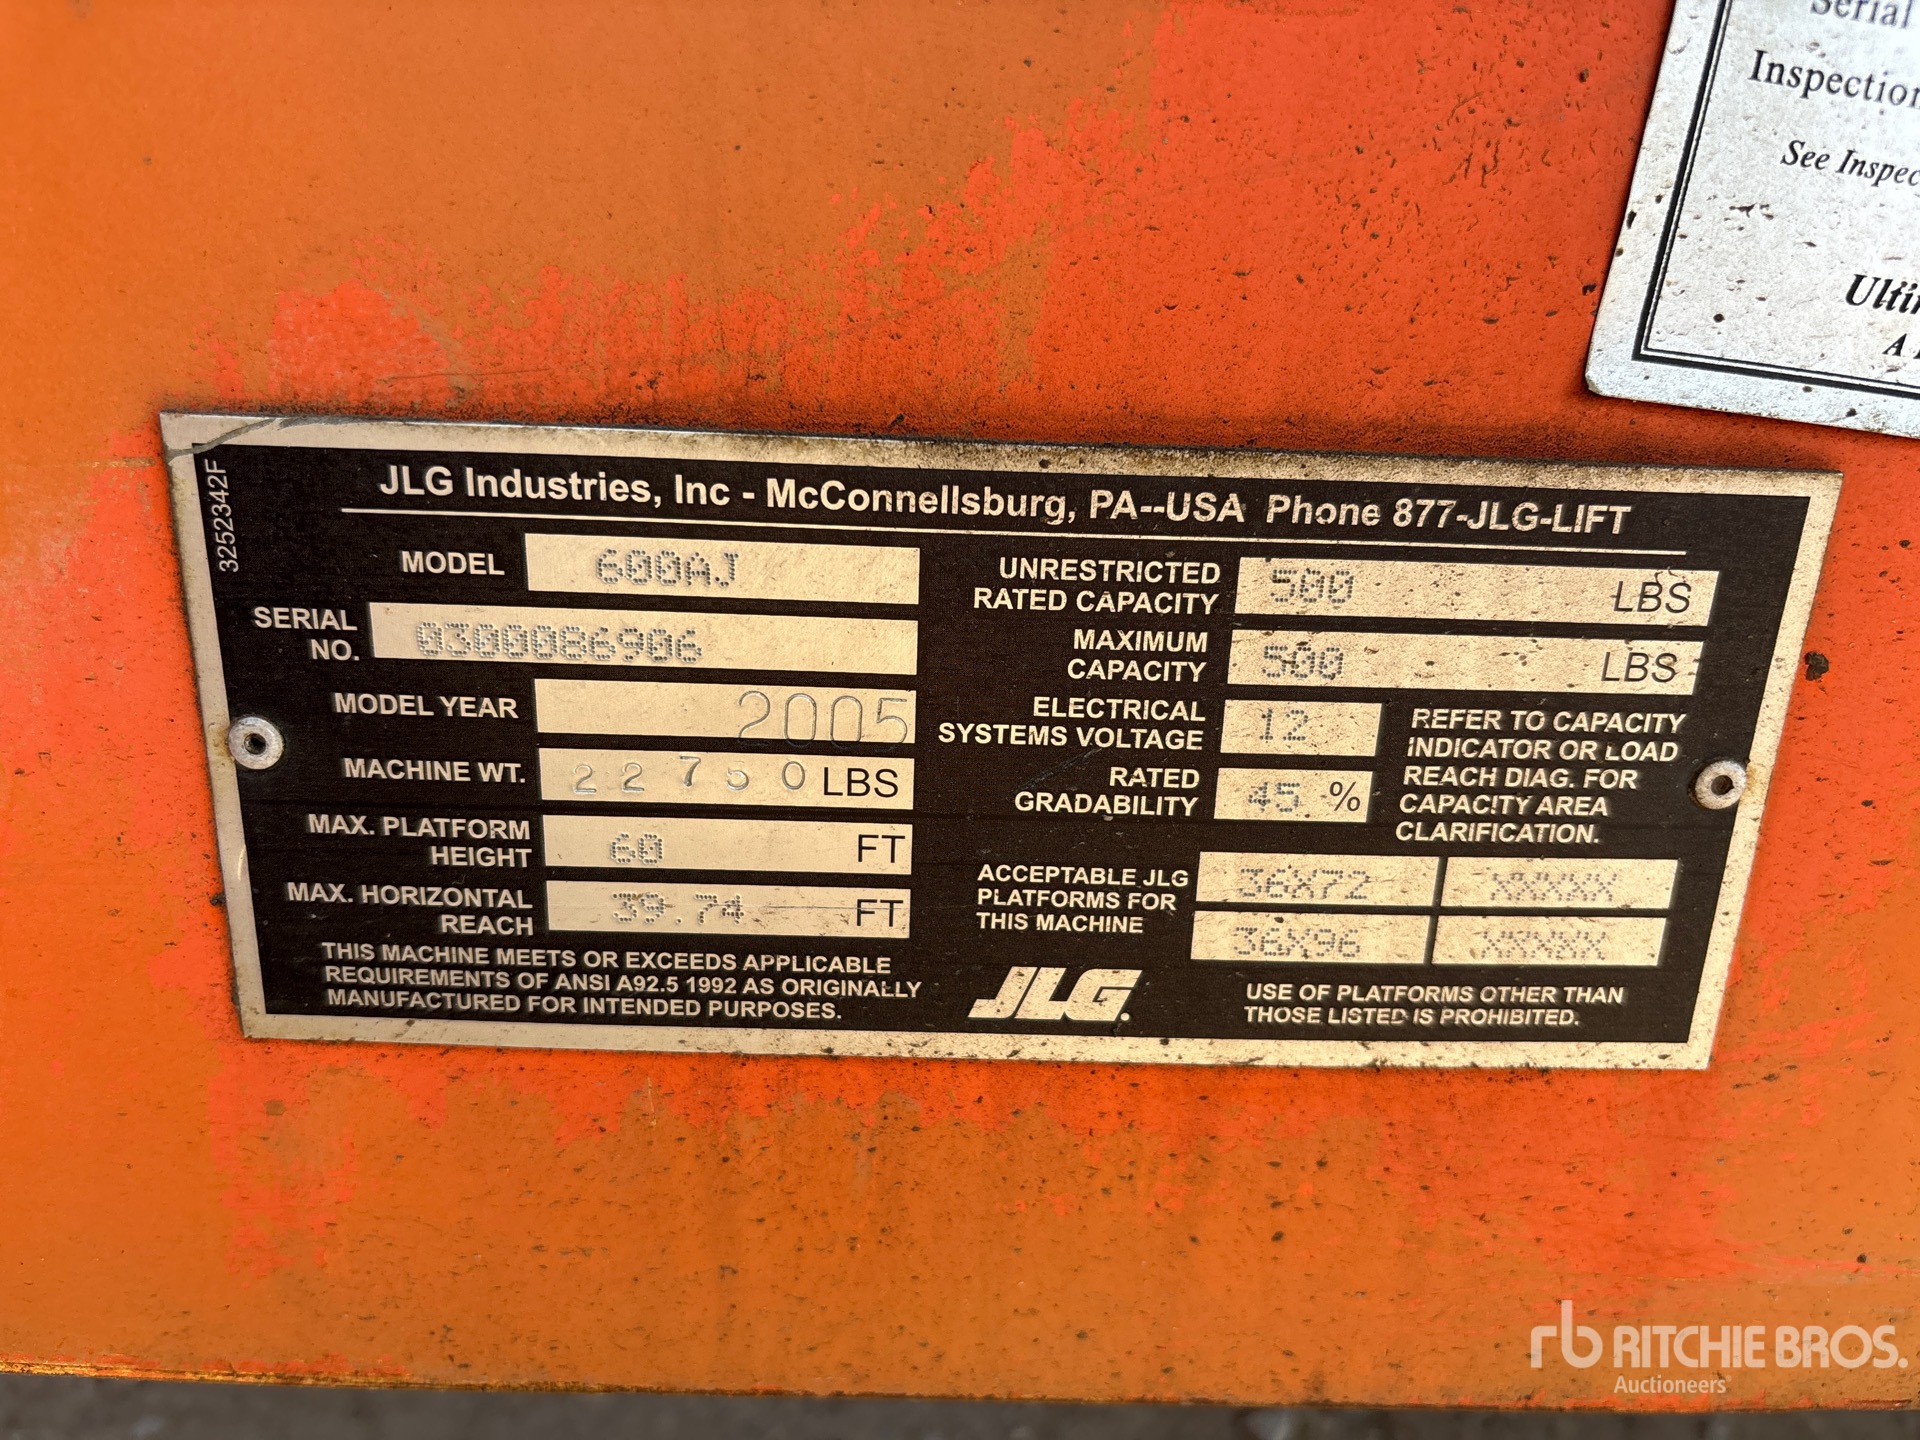 Serial
Inspection
See Inspec
Ulti
A
3252342F
JLG Industries, Inc - McConnellsburg, PA--USA Phone 877-JLG-LIFT
MODEL 600AJ
SERIAL NO. 0300086906
MODEL YEAR 2005
MACHINE WT. 22750 LBS
MAX. PLATFORM HEIGHT 60 FT
MAX. HORIZONTAL REACH 39.74 FT
THIS MACHINE MEETS OR EXCEEDS APPLICABLE
REQUIREMENTS OF ANSI A92.5 1992 AS ORIGINALLY
MANUFACTURED FOR INTENDED PURPOSES.
UNRESTRICTED RATED CAPACITY 500 LBS
MAXIMUM CAPACITY 500 LBS
ELECTRICAL SYSTEMS VOLTAGE 12
RATED GRADABILITY 45 %
REFER TO CAPACITY
INDICATOR OR LOAD
REACH DIAG. FOR
CAPACITY AREA
CLARIFICATION.
ACCEPTABLE JLG
PLATFORMS FOR
THIS MACHINE
36X72 XXXXX
36X96 XXXXX
JLG.
USE OF PLATFORMS OTHER THAN
THOSE LISTED IS PROHIBITED.
rb RITCHIE BROS.
Auctioneers